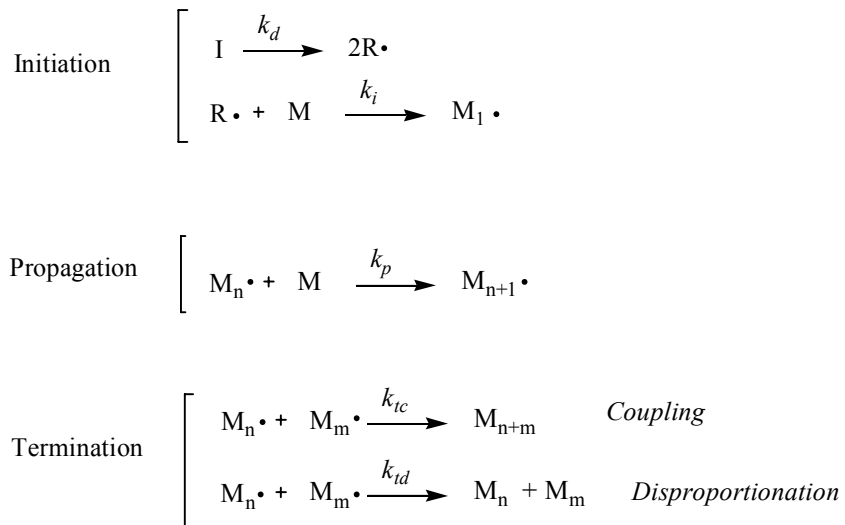 Initiation
I k_d 2R•
R• + M k_i M₁•
Propagation
Mₙ• + M k_p Mₙ₊₁•
Termination
Mₙ• + Mₘ• k_tc Mₙ₊ₘ Coupling
Mₙ• + Mₘ• k_td Mₙ + Mₘ Disproportionation